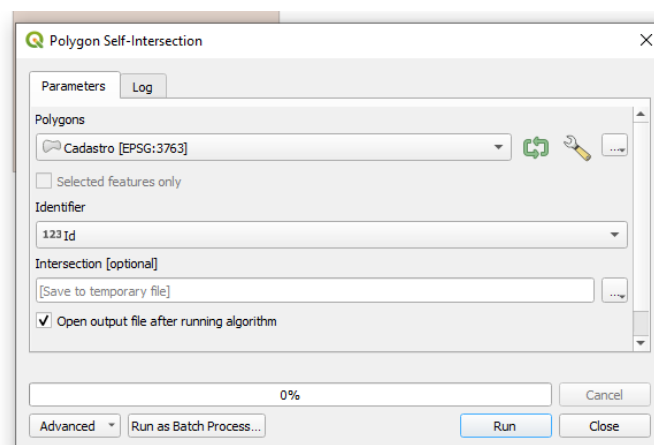 Polygon Self-Intersection
Parameters Log
Polygons
Cadastro [EPSG:3763]
...
Selected features only
Identifier
123 Id
Intersection [optional]
[Save to temporary file]
...
Open output file after running algorithm
0% Cancel
Advanced Run as Batch Process... Run Close